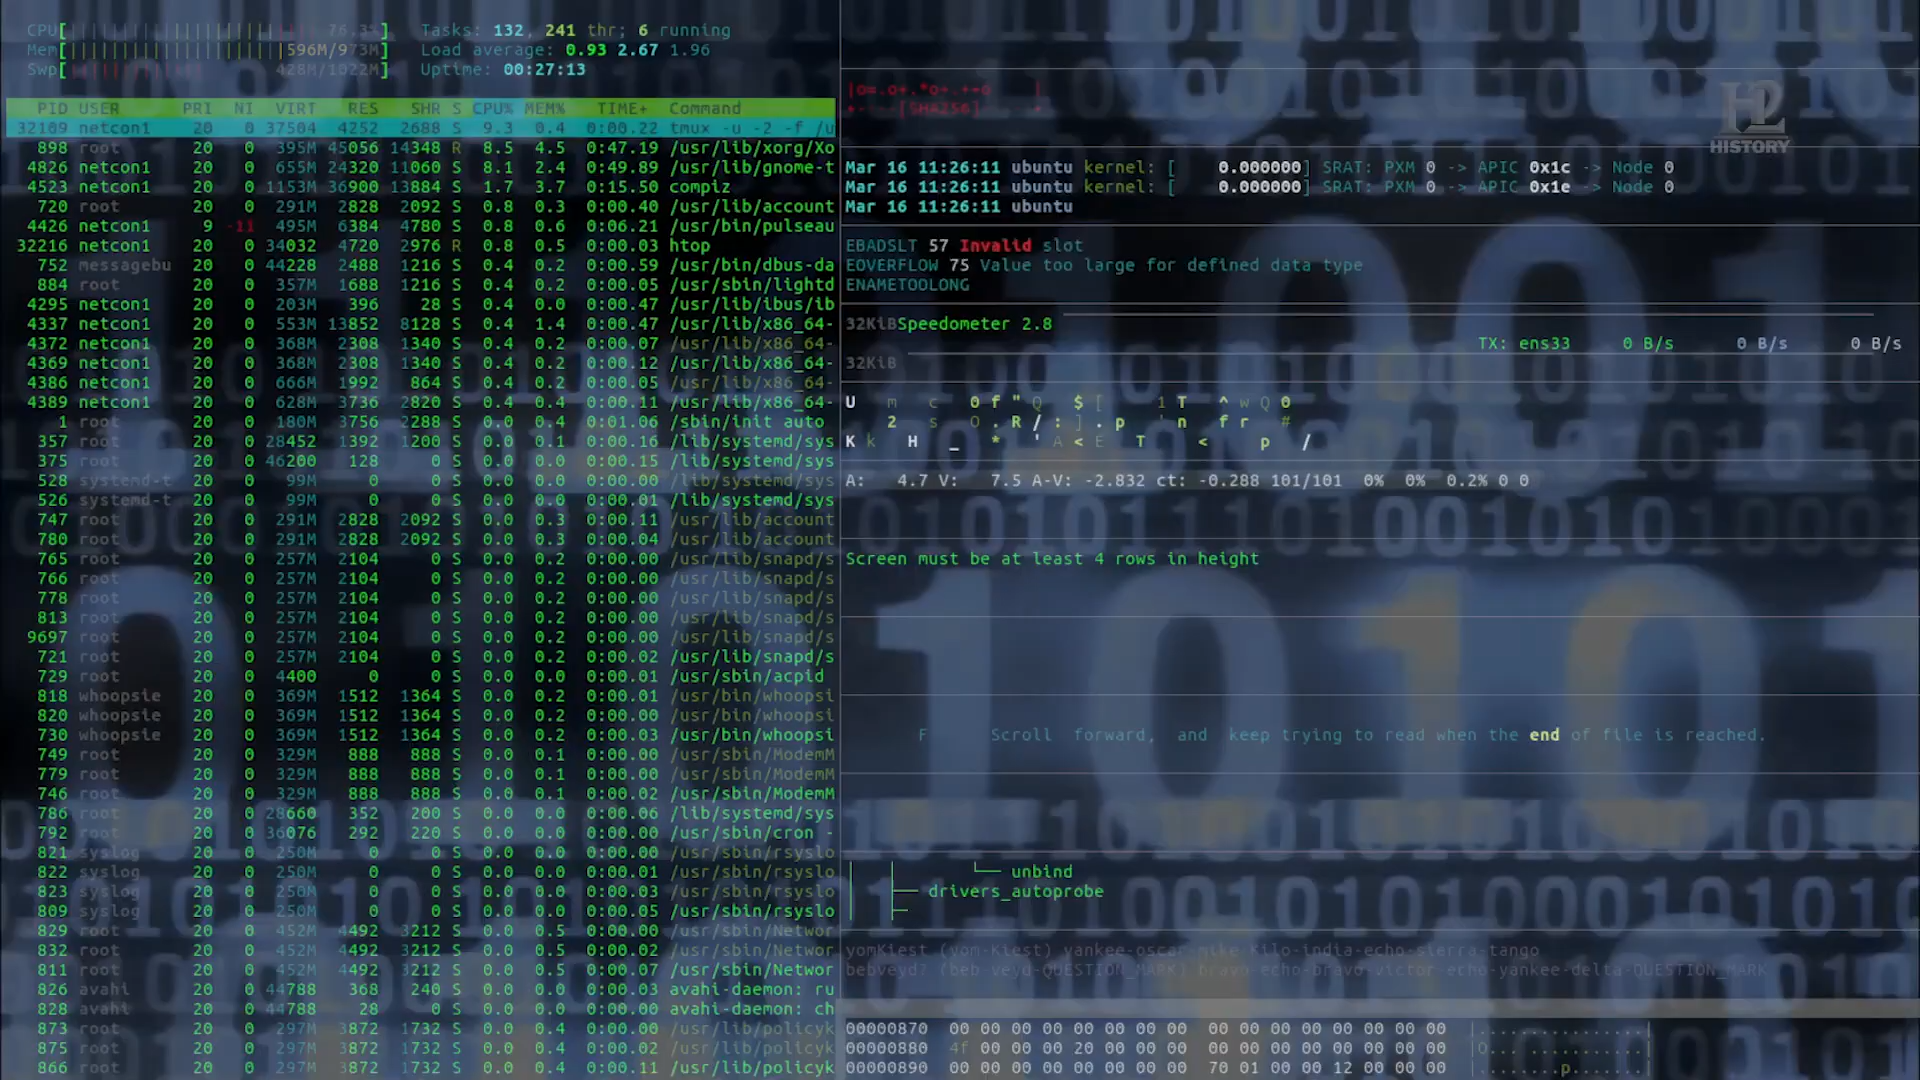 CPU[ 76.3%]
Mem[ 596M/973M]
Swp[ 428M/1022M]
Tasks: 132, 241 thr; 6 running
Load average: 0.93 2.67 1.96
Uptime: 00:27:13
PID USER PRI NI VIRT RES SHR S CPU% MEM% TIME+ Command
32109 netcon1 20 0 37504 4252 2688 S 9.3 0.4 0:00.22 tmux -u -2 -f /u
898 root 20 0 395M 45056 14348 R 8.5 4.5 0:47.19 /usr/lib/xorg/Xo
4826 netcon1 20 0 655M 24320 11060 S 8.1 2.4 0:49.89 /usr/lib/gnome-t
4523 netcon1 20 0 1153M 36900 13884 S 1.7 3.7 0:15.50 compiz
720 root 20 0 291M 2828 2092 S 0.8 0.3 0:00.40 /usr/lib/account
4426 netcon1 9 -11 495M 6384 4780 S 0.8 0.6 0:06.21 /usr/bin/pulseau
32216 netcon1 20 0 34032 4720 2976 R 0.8 0.5 0:00.03 htop
752 messagebu 20 0 44228 2488 1216 S 0.4 0.2 0:00.59 /usr/bin/dbus-da
884 root 20 0 357M 1688 1216 S 0.4 0.2 0:00.05 /usr/sbin/lightd
4295 netcon1 20 0 203M 396 28 S 0.4 0.0 0:00.47 /usr/lib/ibus/ib
4337 netcon1 20 0 553M 13852 8128 S 0.4 1.4 0:00.47 /usr/lib/x86_64-
4372 netcon1 20 0 368M 2308 1340 S 0.4 0.2 0:00.07 /usr/lib/x86_64-
4369 netcon1 20 0 368M 2308 1340 S 0.4 0.2 0:00.12 /usr/lib/x86_64-
4386 netcon1 20 0 666M 1992 864 S 0.4 0.2 0:00.05 /usr/lib/x86_64-
4389 netcon1 20 0 628M 3736 2820 S 0.4 0.4 0:00.11 /usr/lib/x86_64-
1 root 20 0 180M 3756 2288 S 0.0 0.4 0:01.06 /sbin/init auto
357 root 20 0 28452 1392 1200 S 0.0 0.1 0:00.16 /lib/systemd/sys
375 root 20 0 46200 128 0 S 0.0 0.0 0:00.15 /lib/systemd/sys
528 systemd-t 20 0 99M 0 0 S 0.0 0.0 0:00.00 /lib/systemd/sys
526 systemd-t 20 0 99M 0 0 S 0.0 0.0 0:00.01 /lib/systemd/sys
747 root 20 0 291M 2828 2092 S 0.0 0.3 0:00.11 /usr/lib/account
780 root 20 0 291M 2828 2092 S 0.0 0.3 0:00.04 /usr/lib/account
765 root 20 0 257M 2104 0 S 0.0 0.2 0:00.00 /usr/lib/snapd/s
766 root 20 0 257M 2104 0 S 0.0 0.2 0:00.00 /usr/lib/snapd/s
778 root 20 0 257M 2104 0 S 0.0 0.2 0:00.00 /usr/lib/snapd/s
813 root 20 0 257M 2104 0 S 0.0 0.2 0:00.00 /usr/lib/snapd/s
9697 root 20 0 257M 2104 0 S 0.0 0.2 0:00.00 /usr/lib/snapd/s
721 root 20 0 257M 2104 0 S 0.0 0.2 0:00.02 /usr/lib/snapd/s
729 root 20 0 4400 0 0 S 0.0 0.0 0:00.00 /usr/sbin/acpid
818 whoopsie 20 0 369M 1512 1364 S 0.0 0.2 0:00.01 /usr/bin/whoopsi
820 whoopsie 20 0 369M 1512 1364 S 0.0 0.2 0:00.00 /usr/bin/whoopsi
730 whoopsie 20 0 369M 1512 1364 S 0.0 0.2 0:00.03 /usr/bin/whoopsi
749 root 20 0 329M 888 888 S 0.0 0.1 0:00.00 /usr/sbin/ModemM
779 root 20 0 329M 888 888 S 0.0 0.1 0:00.00 /usr/sbin/ModemM
746 root 20 0 329M 888 888 S 0.0 0.1 0:00.02 /usr/sbin/ModemM
786 root 20 0 28660 352 200 S 0.0 0.0 0:00.06 /lib/systemd/sys
792 root 20 0 36076 292 220 S 0.0 0.0 0:00.00 /usr/sbin/cron -
821 syslog 20 0 250M 0 0 S 0.0 0.0 0:00.00 /usr/sbin/rsyslo
822 syslog 20 0 250M 0 0 S 0.0 0.0 0:00.01 /usr/sbin/rsyslo
823 syslog 20 0 250M 0 0 S 0.0 0.0 0:00.03 /usr/sbin/rsyslo
809 syslog 20 0 250M 0 0 S 0.0 0.0 0:00.05 /usr/sbin/rsyslo
829 root 20 0 452M 4492 3212 S 0.0 0.5 0:00.00 /usr/sbin/Networ
832 root 20 0 452M 4492 3212 S 0.0 0.5 0:00.02 /usr/sbin/Networ
811 root 20 0 452M 4492 3212 S 0.0 0.5 0:00.07 /usr/sbin/Networ
826 avahi 20 0 44788 368 240 S 0.0 0.0 0:00.03 avahi-daemon: ru
828 avahi 20 0 44788 28 0 S 0.0 0.0 0:00.00 avahi-daemon: ch
873 root 20 0 297M 3872 1732 S 0.0 0.4 0:00.00 /usr/lib/policyk
875 root 20 0 297M 3872 1732 S 0.0 0.4 0:00.02 /usr/lib/policyk
866 root 20 0 297M 3872 1732 S 0.0 0.4 0:00.11 /usr/lib/policyk
|o=.o+.*o+.+=o |
+----[SHA256] +
H2
HISTORY
Mar 16 11:26:11 ubuntu kernel: [ 0.000000] SRAT: PXM 0 -> APIC 0x1c -> Node 0
Mar 16 11:26:11 ubuntu kernel: [ 0.000000] SRAT: PXM 0 -> APIC 0x1e -> Node 0
Mar 16 11:26:11 ubuntu
EBADSLT 57 Invalid slot
EOVERFLOW 75 Value too large for defined data type
ENAMETOOLONG
32KiBSpeedometer 2.8
TX: ens33 0 B/s 0 B/s 0 B/s
32KiB
U m c 0f"Q $[ 1T ^wQ0
2 s O.R/:].p 'n fr #
Kk H _ * 'A<E T < p /
A: 4.7 V: 7.5 A-V: -2.832 ct: -0.288 101/101 0% 0% 0.2% 0 0
Screen must be at least 4 rows in height
F Scroll forward, and keep trying to read when the end of file is reached.
└── unbind
├── drivers_autoprobe
├─
yomKiest (yom-Kiest) yankee-oscar-mike-Kilo-india-echo-sierra-tango
bebveyd? (beb-veyd-QUESTION_MARK) bravo-echo-bravo-victor-echo-yankee-delta-QUESTION_MARK
00000870 00 00 00 00 00 00 00 00 00 00 00 00 00 00 00 00 |................|
00000880 4f 00 00 00 20 00 00 00 00 00 00 00 00 00 00 00 |O... ...........|
00000890 00 00 00 00 00 00 00 00 70 01 00 00 12 00 00 00 |........p.......|